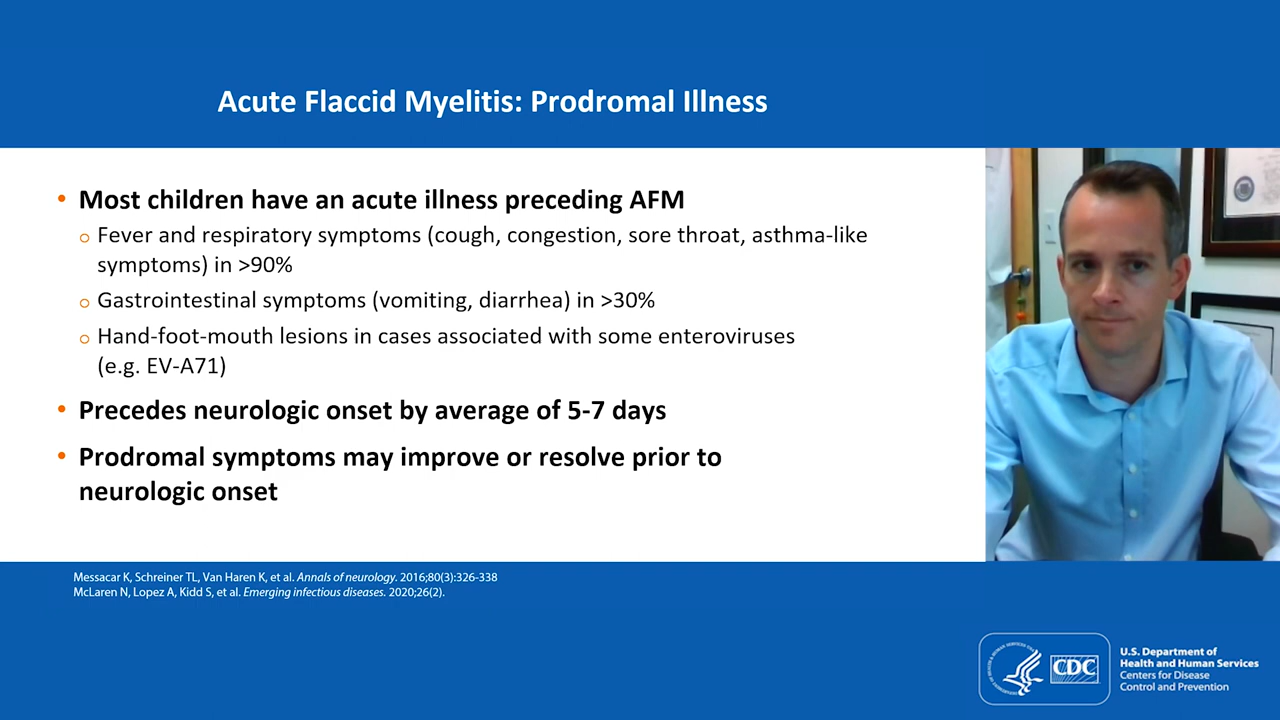 Acute Flaccid Myelitis: Prodromal Illness
• Most children have an acute illness preceding AFM
o Fever and respiratory symptoms (cough, congestion, sore throat, asthma-like
symptoms) in >90%
o Gastrointestinal symptoms (vomiting, diarrhea) in >30%
o Hand-foot-mouth lesions in cases associated with some enteroviruses
(e.g. EV-A71)
• Precedes neurologic onset by average of 5-7 days
• Prodromal symptoms may improve or resolve prior to
neurologic onset
Messacar K, Schreiner TL, Van Haren K, et al. Annals of neurology. 2016;80(3):326-338
McLaren N, Lopez A, Kidd S, et al. Emerging infectious diseases. 2020;26(2).
CDC
U.S. Department of
Health and Human Services
Centers for Disease
Control and Prevention